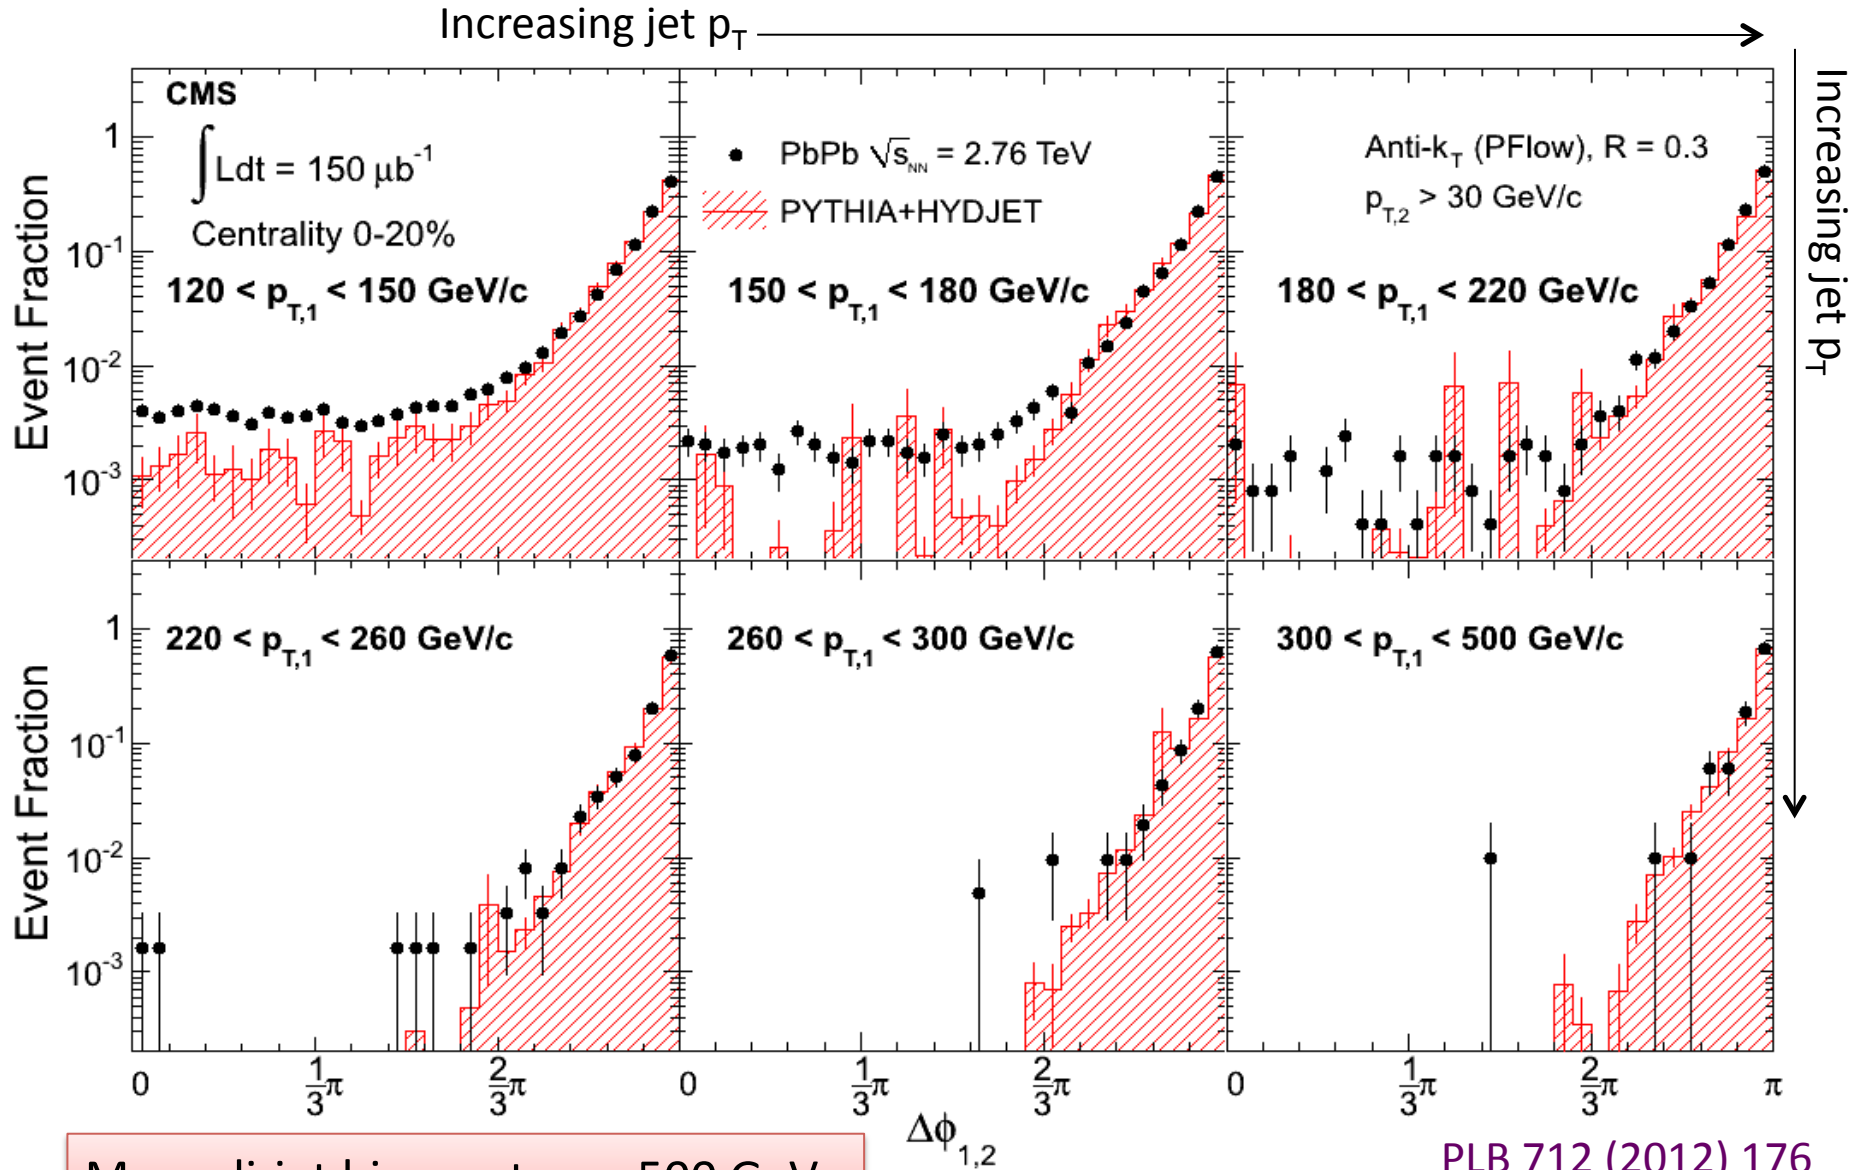 Increasing jet pT
Increasing jet pT
CMS
∫Ldt = 150 μb⁻¹
Centrality 0-20%
120 < pT,1 < 150 GeV/c
PbPb √sNN = 2.76 TeV
PYTHIA+HYDJET
150 < pT,1 < 180 GeV/c
Anti-kT (PFlow), R = 0.3
pT,2 > 30 GeV/c
180 < pT,1 < 220 GeV/c
Event Fraction
1
10⁻¹
10⁻²
10⁻³
220 < pT,1 < 260 GeV/c
260 < pT,1 < 300 GeV/c
300 < pT,1 < 500 GeV/c
Event Fraction
1
10⁻¹
10⁻²
10⁻³
0 1/3π 2/3π 0 1/3π 2/3π 0 1/3π 2/3π π
Δϕ1,2
PLB 712 (2012) 176